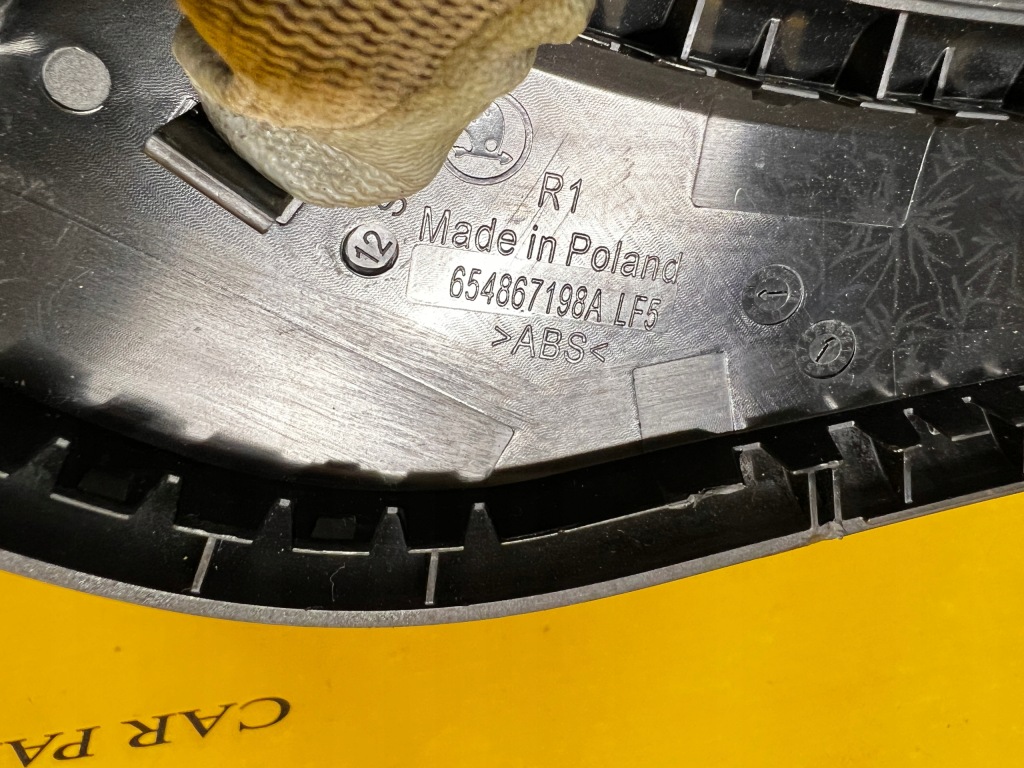 R1
Made in Poland
12
654867198A LF5
>ABS<
CAR PA